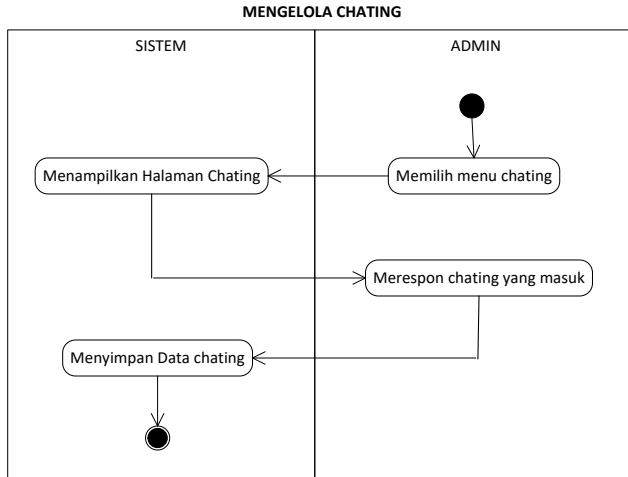 MENGELOLA CHATING
SISTEM
ADMIN
Memilih menu chating
Menampilkan Halaman Chating
Merespon chating yang masuk
Menyimpan Data chating